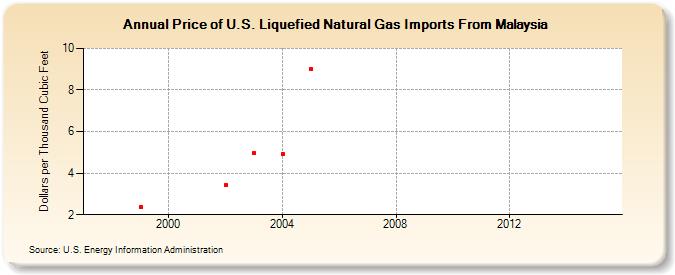 Annual Price of U.S. Liquefied Natural Gas Imports From Malaysia
Dollars per Thousand Cubic Feet
10
8
6
4
2
2000 2004 2008 2012
Source: U.S. Energy Information Administration